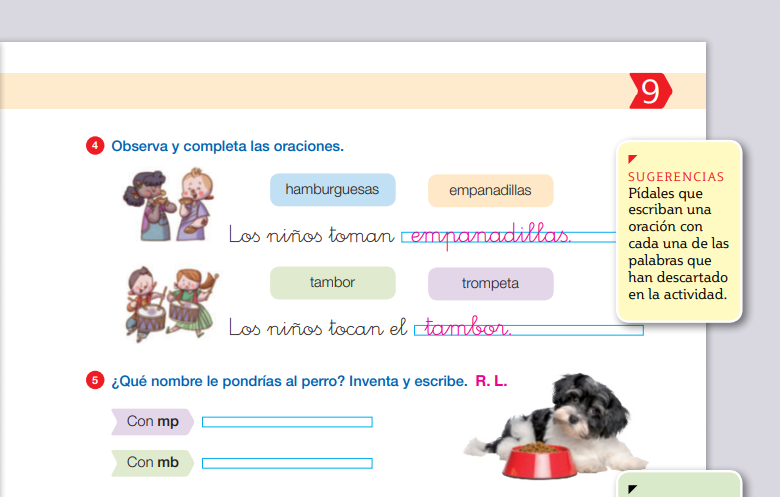 9
4 Observa y completa las oraciones.
hamburguesas empanadillas
Los niños toman empanadillas.
tambor trompeta
Los niños tocan el tambor.
5 ¿Qué nombre le pondrías al perro? Inventa y escribe. R. L.
Con mp
Con mb
SUGERENCIAS
Pídales que
escriban una
oración con
cada una de las
palabras que
han descartado
en la actividad.